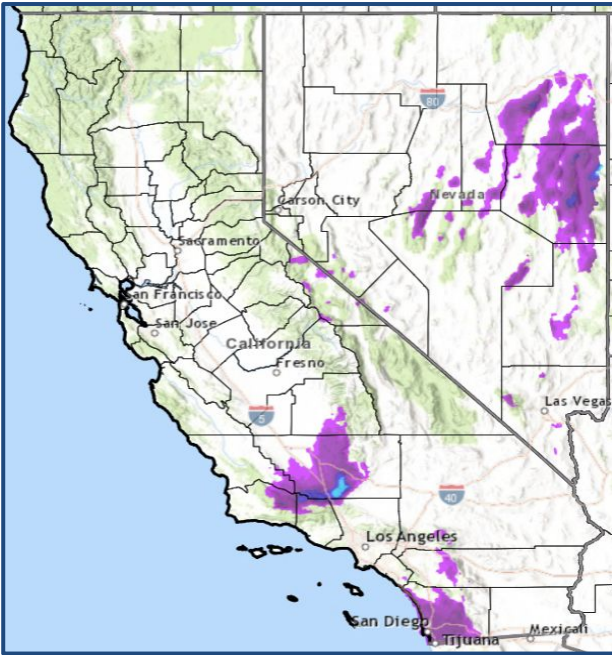 80
Nevada
Carson City
Sacramento
San Francisco
San Jose
California
Fresno
Las Vegas
5
40
Los Angeles
San Diego
Tijuana
Mexicali